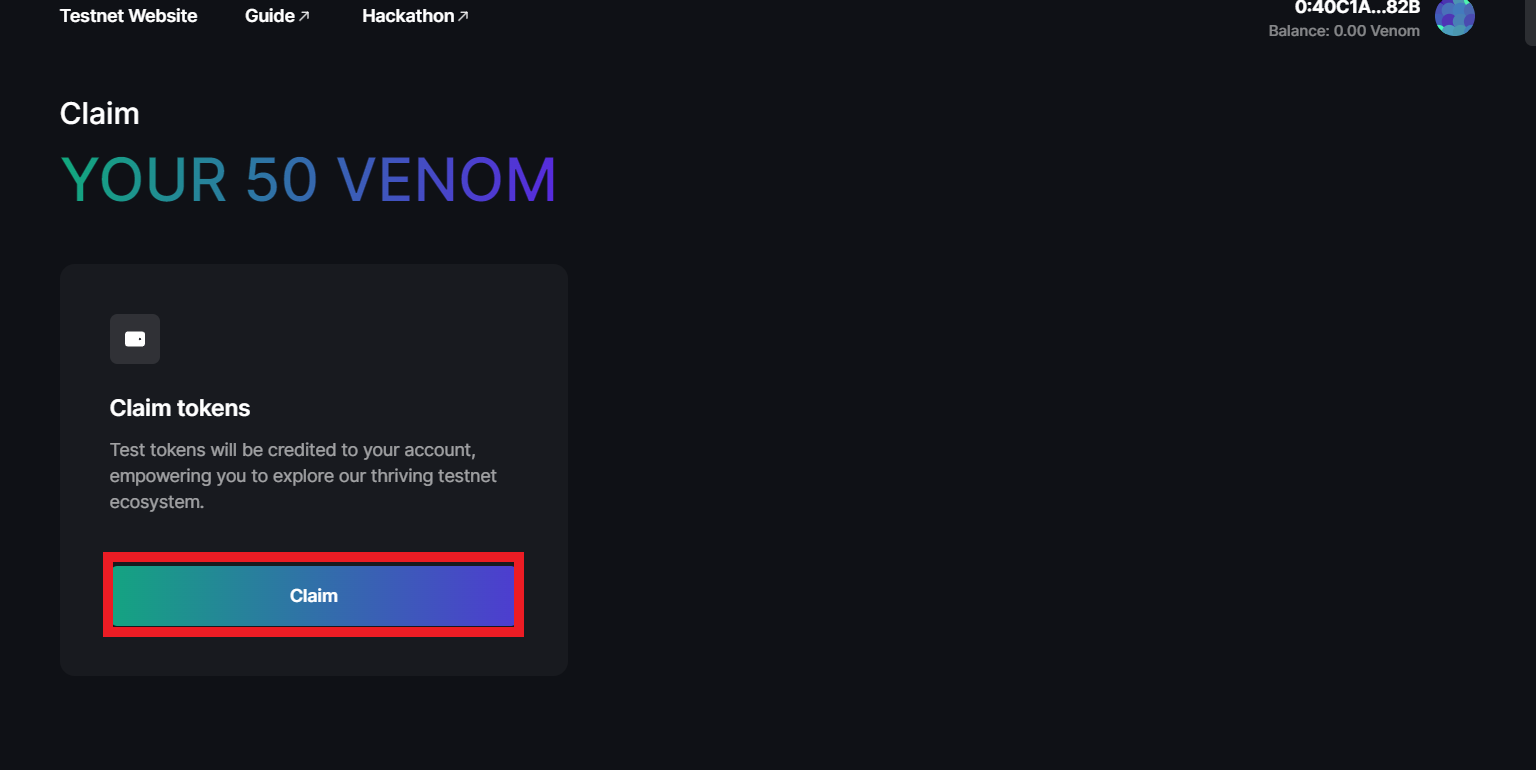 Testnet Website Guide Hackathon
0:40C1A...82B
Balance: 0.00 Venom
Claim
YOUR 50 VENOM
Claim tokens
Test tokens will be credited to your account,
empowering you to explore our thriving testnet
ecosystem.
Claim